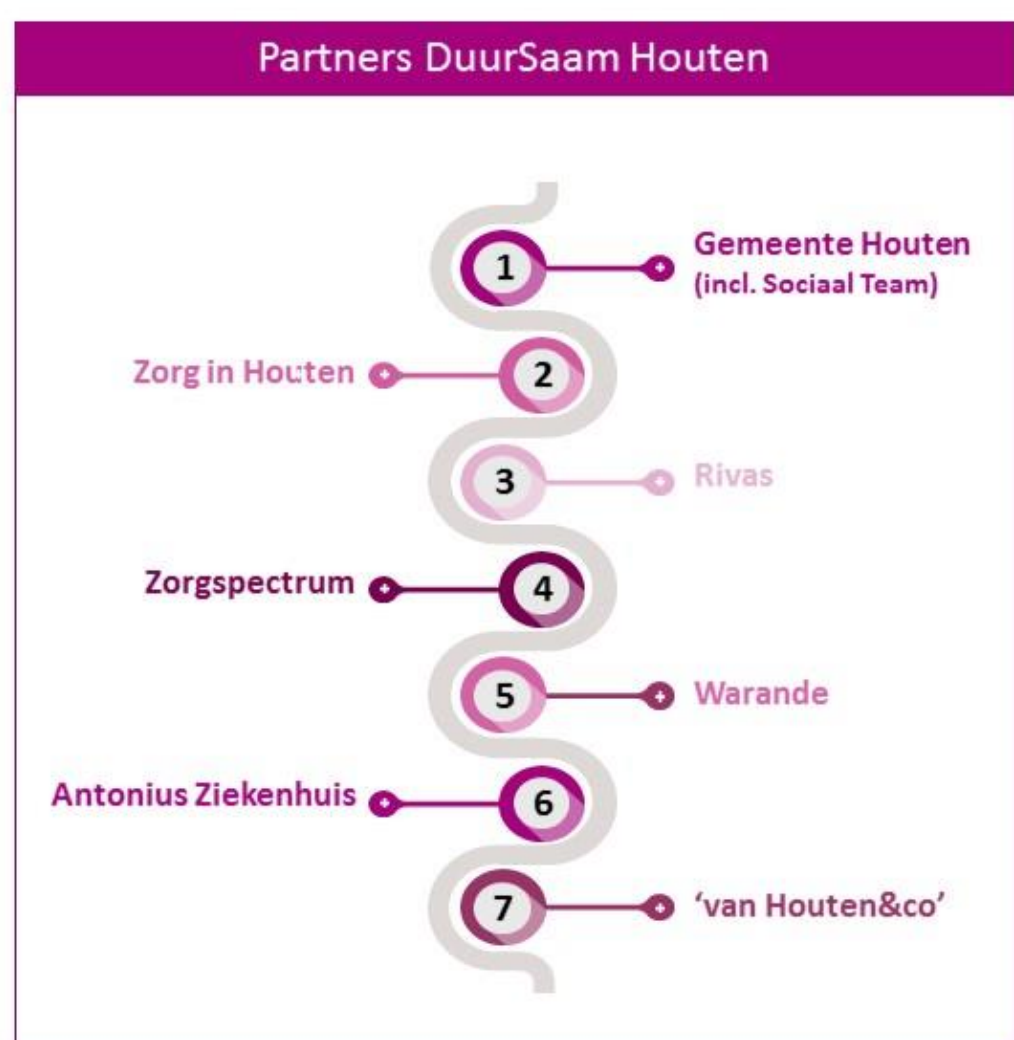 Partners DuurSaam Houten
1
Gemeente Houten
(incl. Sociaal Team)
Zorg in Houten
2
3
Rivas
Zorgspectrum
4
5
Warande
Antonius Ziekenhuis
6
7
‘van Houten&co’